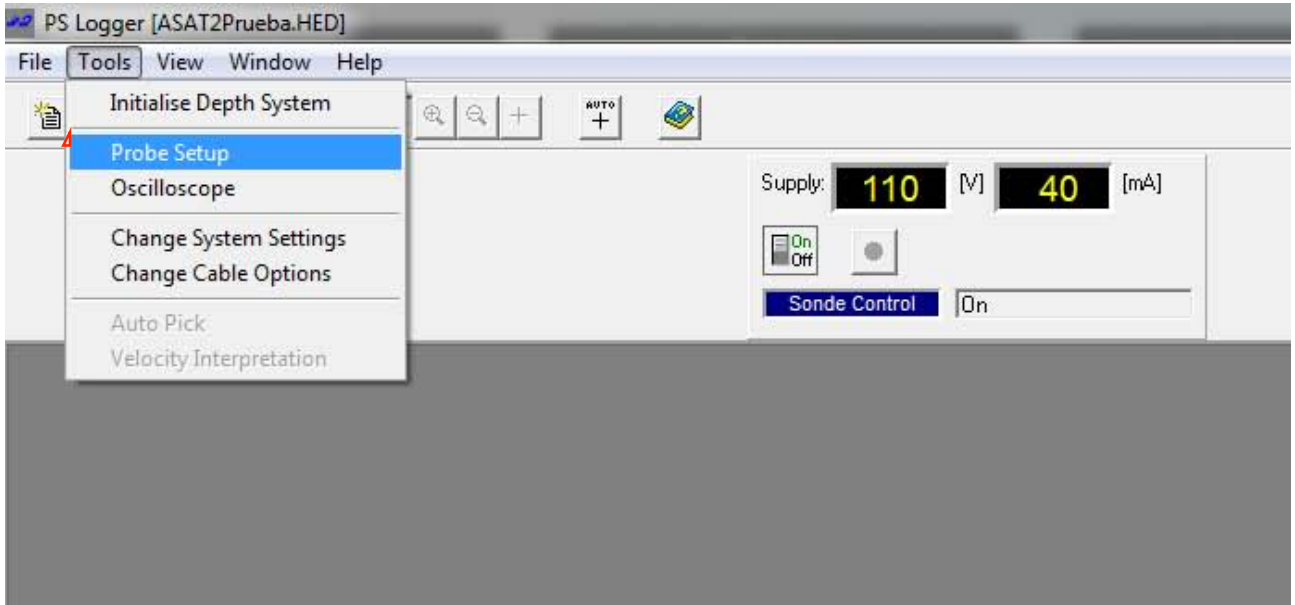 PS Logger [ASAT2Prueba.HED]
File Tools View Window Help
Initialise Depth System
AUTO
Probe Setup
Oscilloscope
Change System Settings
Change Cable Options
Auto Pick
Velocity Interpretation
Supply: 110 [V] 40 [mA]
On
Off
Sonde Control On